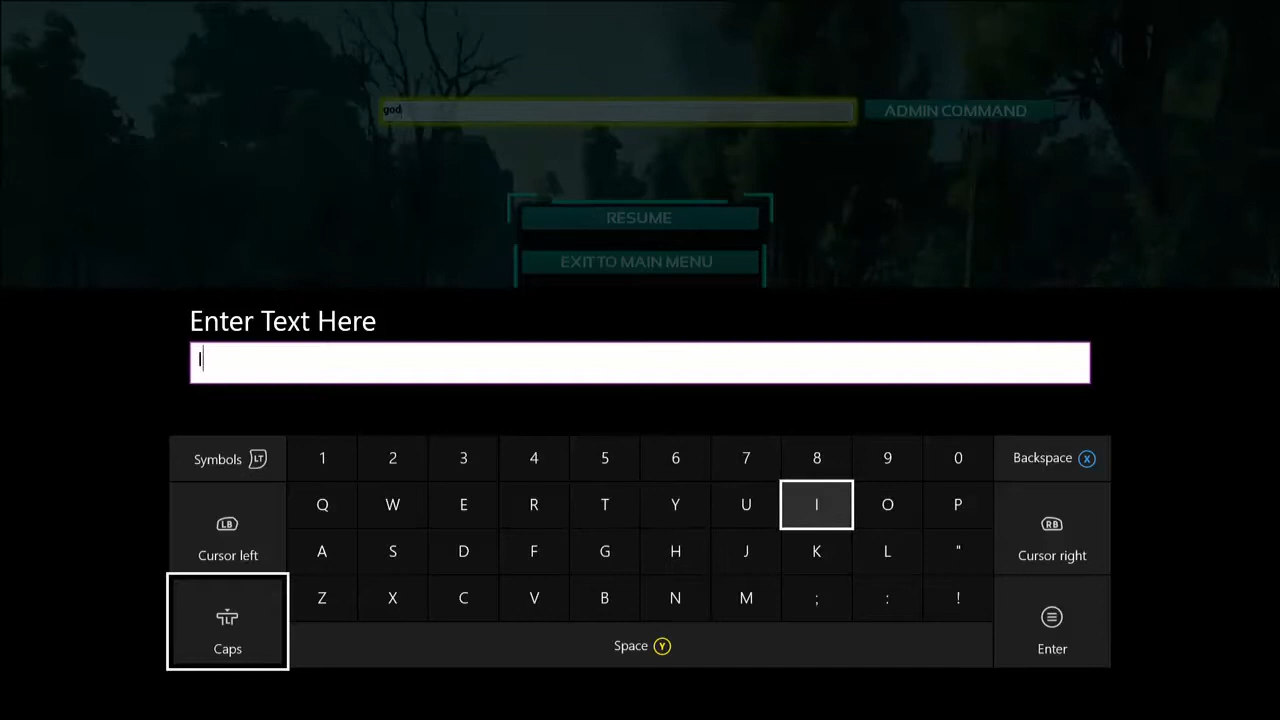 god
ADMIN COMMAND
RESUME
EXIT TO MAIN MENU
Enter Text Here
I
Symbols LT 1 2 3 4 5 6 7 8 9 0 Backspace X
LB Q W E R T Y U I O P RB
Cursor left A S D F G H J K L " Cursor right
LT Z X C V B N M ; : !
Caps Space Y Enter